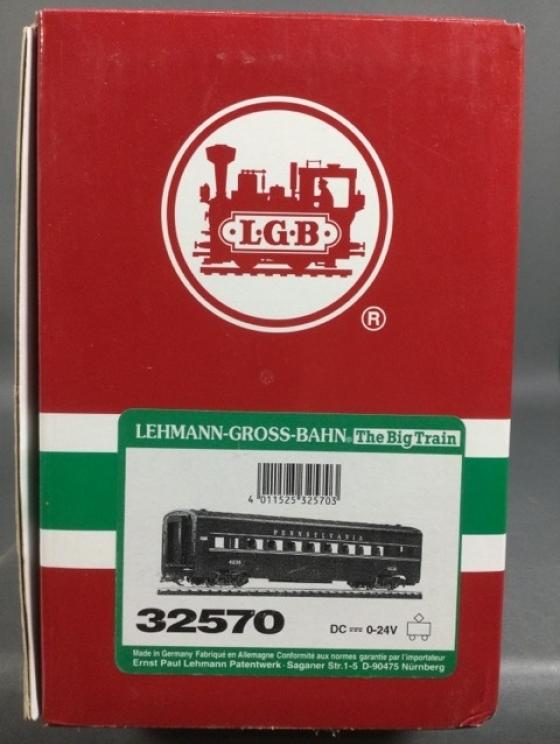 L·G·B
®
LEHMANN-GROSS-BAHN® The Big Train
4 011525 325703
PENNSYLVANIA
32570
DC 0-24V
Made in Germany Fabriqué en Allemagne Conformité aux normes garantie par l'importateur
Ernst Paul Lehmann Patentwerk · Saganer Str.1-5 D-90475 Nürnberg